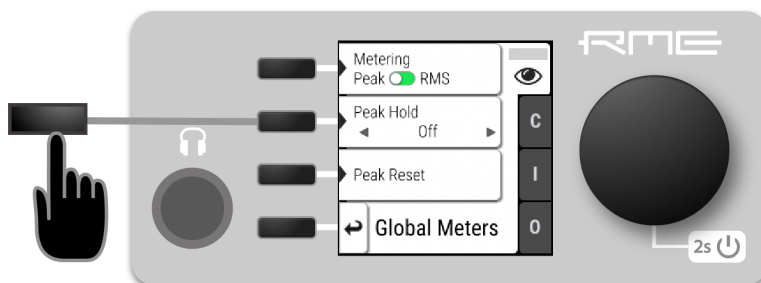 RME
Metering
Peak RMS
Peak Hold
Off
Peak Reset
Global Meters
C
I
O
2s